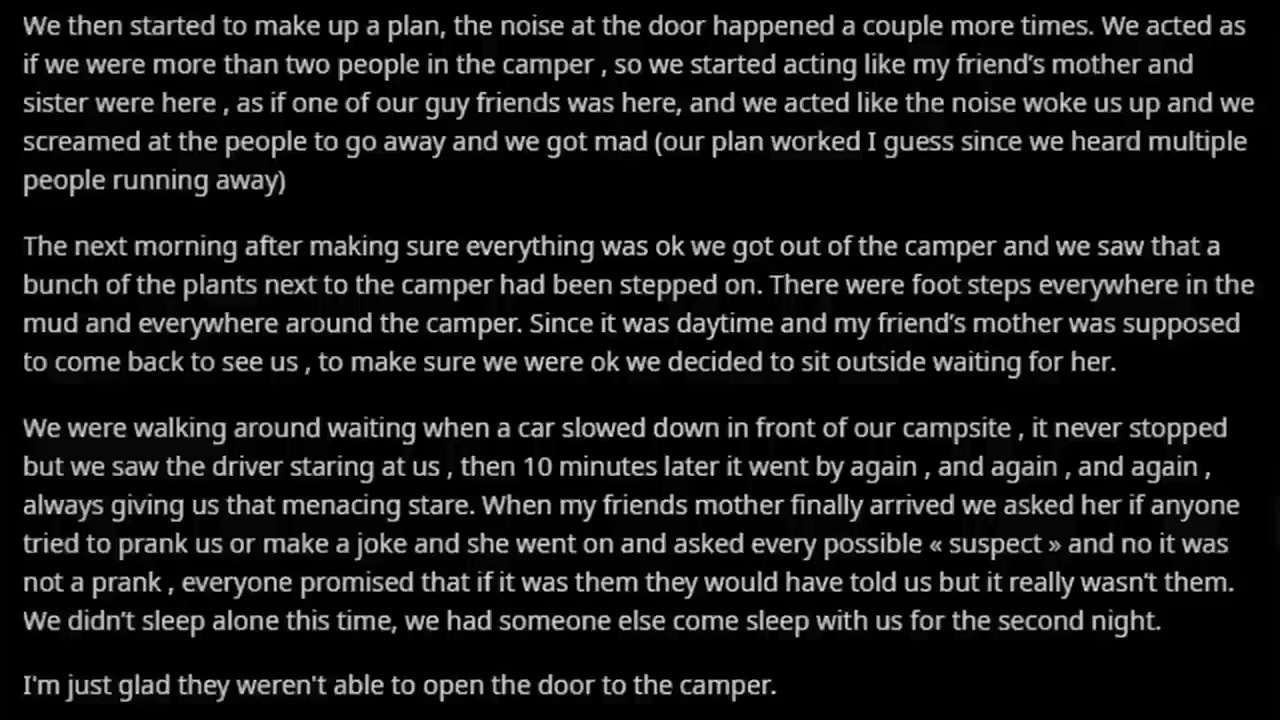 We then started to make up a plan, the noise at the door happened a couple more times. We acted as
if we were more than two people in the camper , so we started acting like my friend's mother and
sister were here , as if one of our guy friends was here, and we acted like the noise woke us up and we
screamed at the people to go away and we got mad (our plan worked I guess since we heard multiple
people running away)
The next morning after making sure everything was ok we got out of the camper and we saw that a
bunch of the plants next to the camper had been stepped on. There were foot steps everywhere in the
mud and everywhere around the camper. Since it was daytime and my friend's mother was supposed
to come back to see us , to make sure we were ok we decided to sit outside waiting for her.
We were walking around waiting when a car slowed down in front of our campsite , it never stopped
but we saw the driver staring at us , then 10 minutes later it went by again , and again , and again ,
always giving us that menacing stare. When my friends mother finally arrived we asked her if anyone
tried to prank us or make a joke and she went on and asked every possible « suspect » and no it was
not a prank , everyone promised that if it was them they would have told us but it really wasn't them.
We didn't sleep alone this time, we had someone else come sleep with us for the second night.
I'm just glad they weren't able to open the door to the camper.